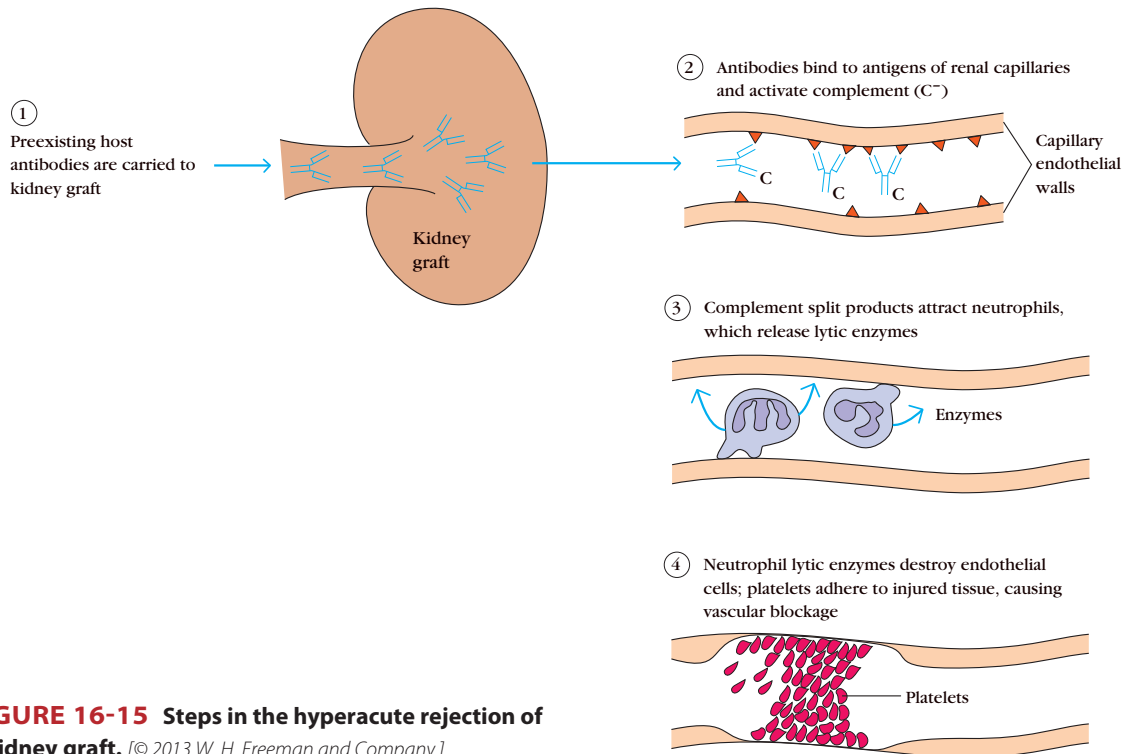 1
Preexisting host
antibodies are carried to
kidney graft
Kidney
graft
2 Antibodies bind to antigens of renal capillaries
and activate complement (C⁻)
C
C
C
Capillary
endothelial
walls
3 Complement split products attract neutrophils,
which release lytic enzymes
Enzymes
4 Neutrophil lytic enzymes destroy endothelial
cells; platelets adhere to injured tissue, causing
vascular blockage
Platelets
GURE 16-15 Steps in the hyperacute rejection of
idney graft. [© 2013 W. H. Freeman and Company.]